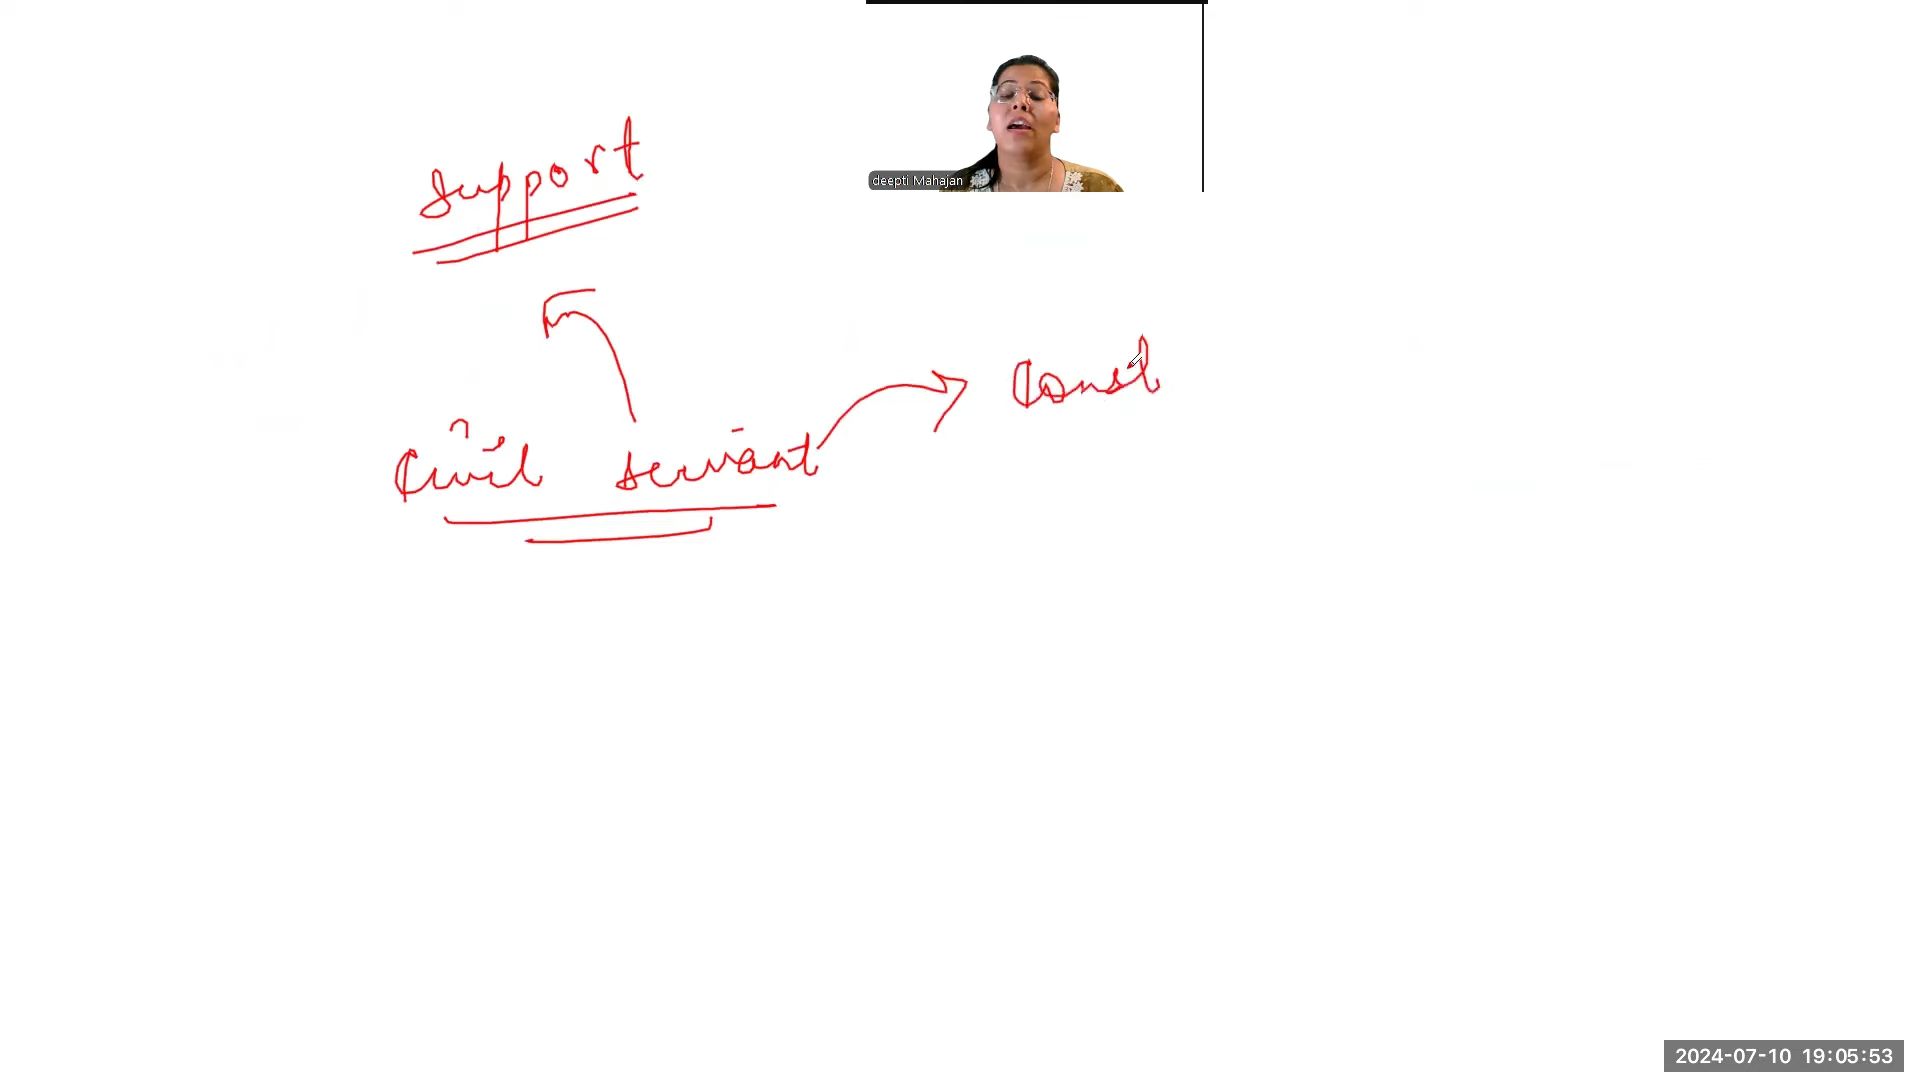 deepti Mahajan
Support
Const
Civil Servant
2024-07-10 19:05:53